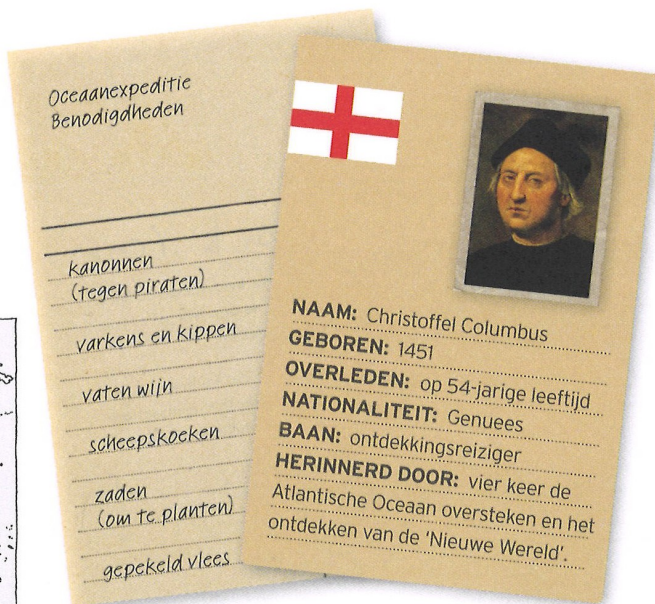 Oceaanexpeditie
Benodigdheden
kanonnen
(tegen piraten)
varkens en kippen
vaten wijn
scheepskoeken
zaden
(om te planten)
gepekeld vlees
NAAM: Christoffel Columbus
GEBOREN: 1451
OVERLEDEN: op 54-jarige leeftijd
NATIONALITEIT: Genuees
BAAN: ontdekkingsreiziger
HERINNERD DOOR: vier keer de
Atlantische Oceaan oversteken en het
ontdekken van de 'Nieuwe Wereld'.